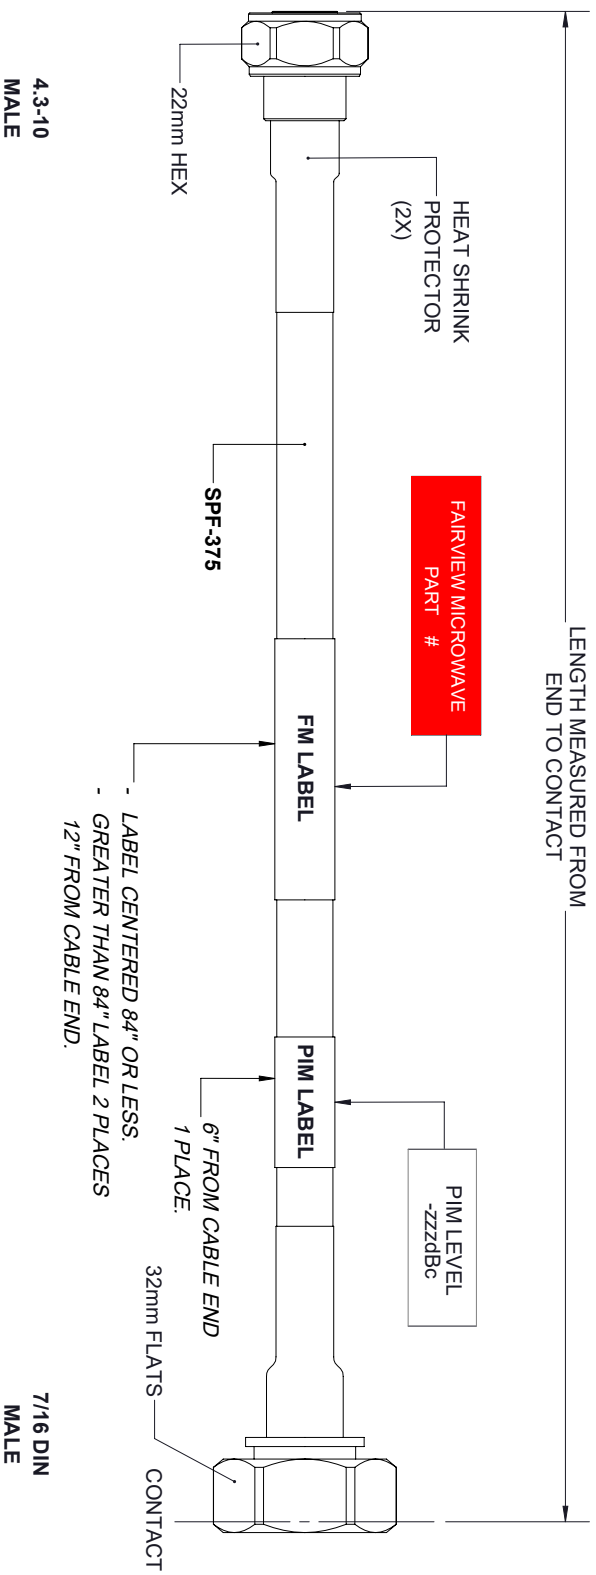 LENGTH MEASURED FROM
END TO CONTACT
HEAT SHRINK
PROTECTOR
(2X)
FAIRVIEW MICROWAVE
PART #
PIM LEVEL
-zzzdBc
FM LABEL
PIM LABEL
22mm HEX
SPF-375
- LABEL CENTERED 84" OR LESS.
- GREATER THAN 84" LABEL 2 PLACES
12" FROM CABLE END.
6" FROM CABLE END
1 PLACE.
32mm FLATS
CONTACT
4.3-10
MALE
7/16 DIN
MALE